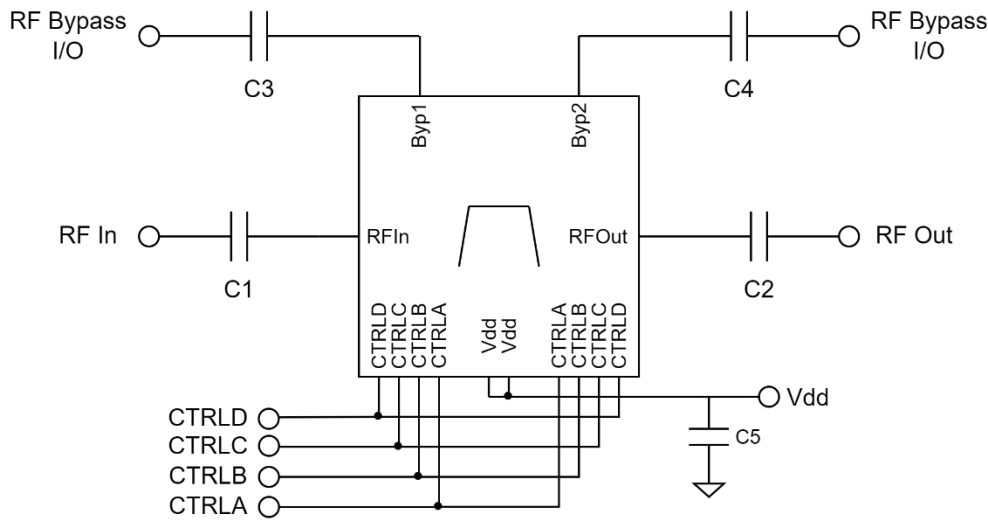 RF Bypass
I/O
C3
C4
RF Bypass
I/O
Byp1
Byp2
RF In
C1
RFIn
RFOut
C2
RF Out
CTRLD
CTRLC
CTRLB
CTRLA
Vdd
Vdd
CTRLA
CTRLB
CTRLC
CTRLD
Vdd
C5
CTRLD
CTRLC
CTRLB
CTRLA